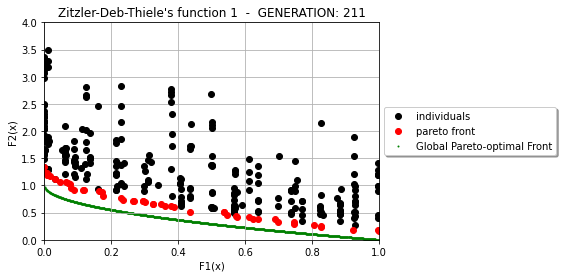 Zitzler-Deb-Thiele's function 1 - GENERATION: 211
4.0
3.5
3.0
2.5
2.0
1.5
1.0
0.5
0.0
F2(x)
0.0 0.2 0.4 0.6 0.8 1.0
F1(x)
individuals
pareto front
Global Pareto-optimal Front